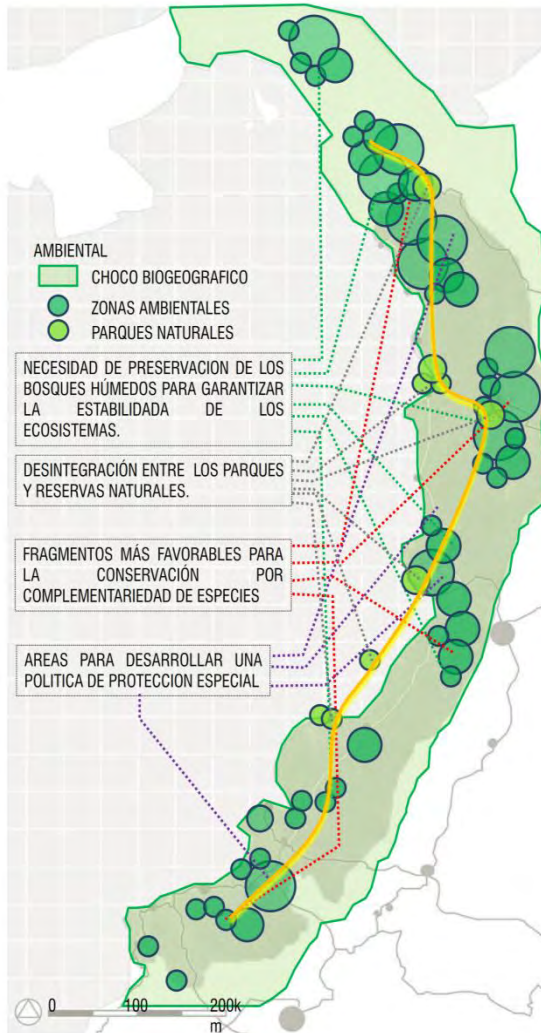 AMBIENTAL
CHOCO BIOGEOGRAFICO
ZONAS AMBIENTALES
PARQUES NATURALES
NECESIDAD DE PRESERVACION DE LOS
BOSQUES HÚMEDOS PARA GARANTIZAR
LA ESTABILIDADA DE LOS
ECOSISTEMAS.
DESINTEGRACIÓN ENTRE LOS PARQUES
Y RESERVAS NATURALES.
FRAGMENTOS MÁS FAVORABLES PARA
LA CONSERVACIÓN POR
COMPLEMENTARIEDAD DE ESPECIES
AREAS PARA DESARROLLAR UNA
POLITICA DE PROTECCION ESPECIAL
0 100 200k
m